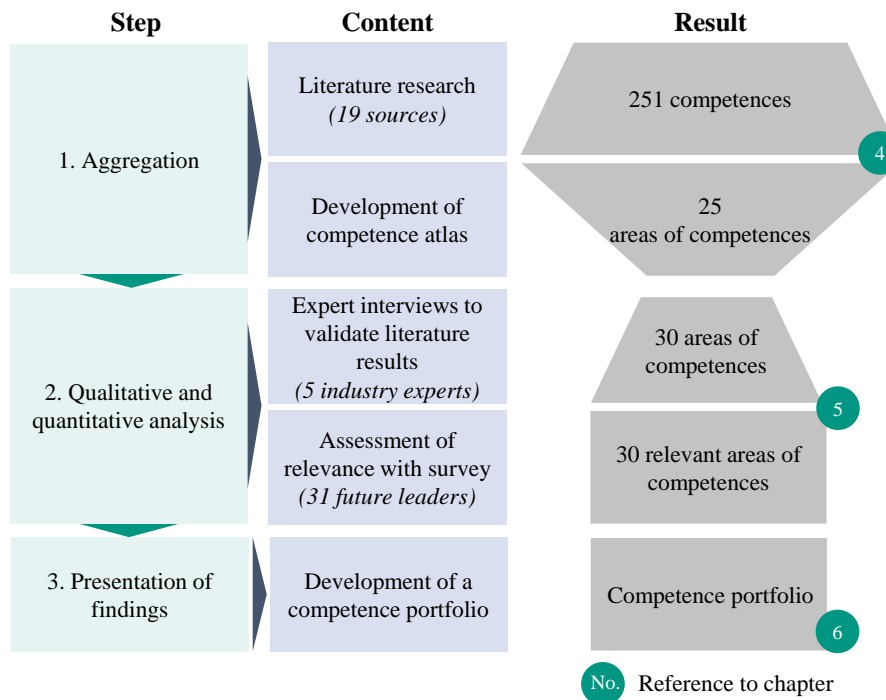 Step
Content
Result
1. Aggregation
Literature research
(19 sources)
251 competences
4
Development of
competence atlas
25
areas of competences
2. Qualitative and
quantitative analysis
Expert interviews to
validate literature
results
(5 industry experts)
30 areas of
competences
5
Assessment of
relevance with survey
(31 future leaders)
30 relevant areas of
competences
3. Presentation of
findings
Development of a
competence portfolio
Competence portfolio
6
No.
Reference to chapter